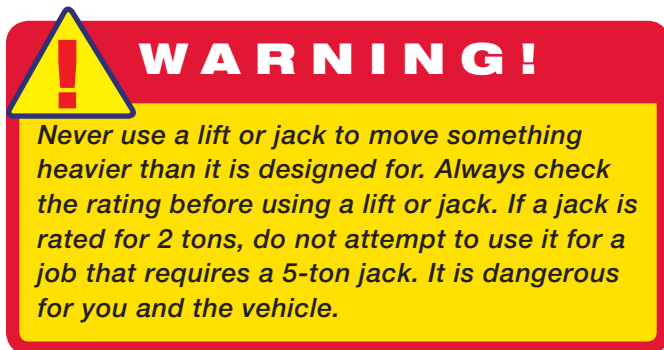 !
WARNING!
Never use a lift or jack to move something
heavier than it is designed for. Always check
the rating before using a lift or jack. If a jack is
rated for 2 tons, do not attempt to use it for a
job that requires a 5-ton jack. It is dangerous
for you and the vehicle.